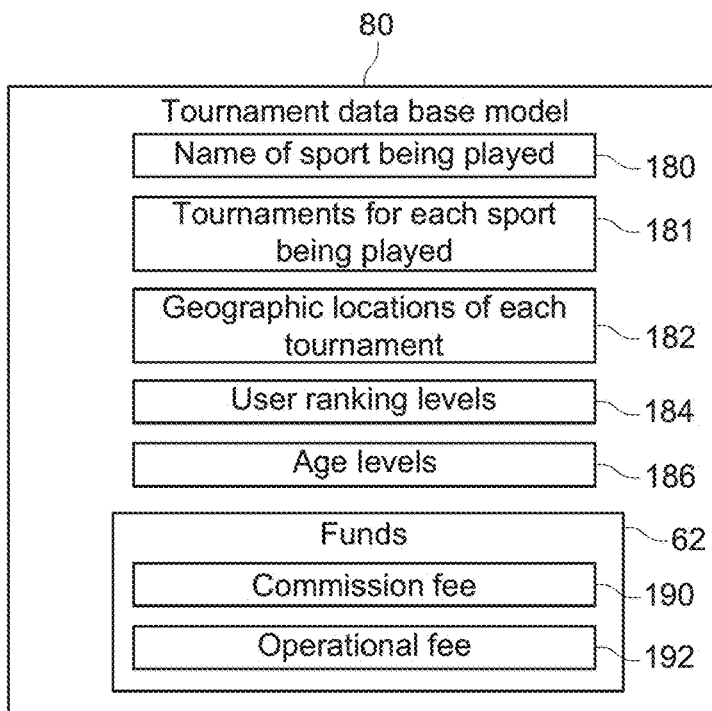 80
Tournament data base model
Name of sport being played
180
Tournaments for each sport
being played
181
Geographic locations of each
tournament
182
User ranking levels
184
Age levels
186
Funds
62
Commission fee
190
Operational fee
192